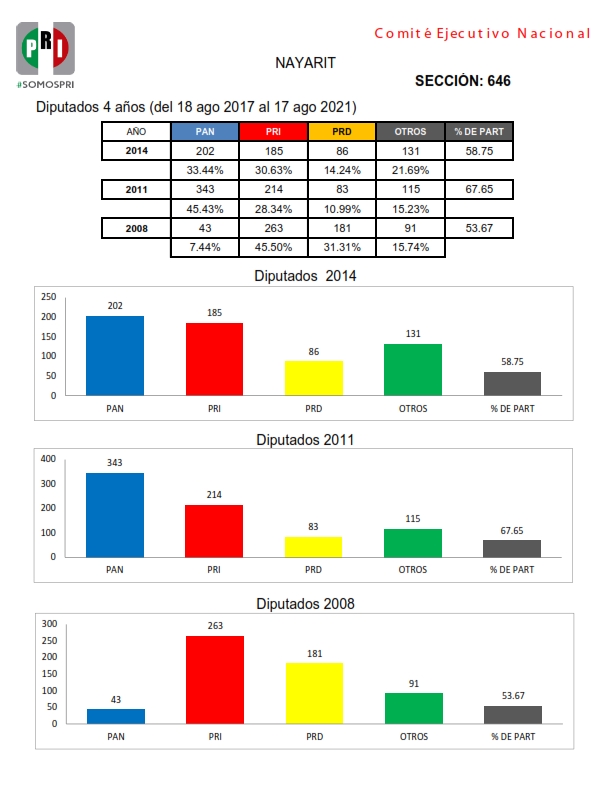 Comité Ejecutivo Nacional
PRI
#SOMOSPRI
NAYARIT
SECCIÓN: 646
Diputados 4 años (del 18 ago 2017 al 17 ago 2021)
AÑO PAN PRI PRD OTROS % DE PART
2014 202 185 86 131 58.75
33.44% 30.63% 14.24% 21.69%
2011 343 214 83 115 67.65
45.43% 28.34% 10.99% 15.23%
2008 43 263 181 91 53.67
7.44% 45.50% 31.31% 15.74%
Diputados 2014
250
200
150
100
50
0
202
185
86
131
58.75
PAN PRI PRD OTROS % DE PART
Diputados 2011
400
300
200
100
0
343
214
83
115
67.65
PAN PRI PRD OTROS % DE PART
Diputados 2008
300
250
200
150
100
50
0
43
263
181
91
53.67
PAN PRI PRD OTROS % DE PART